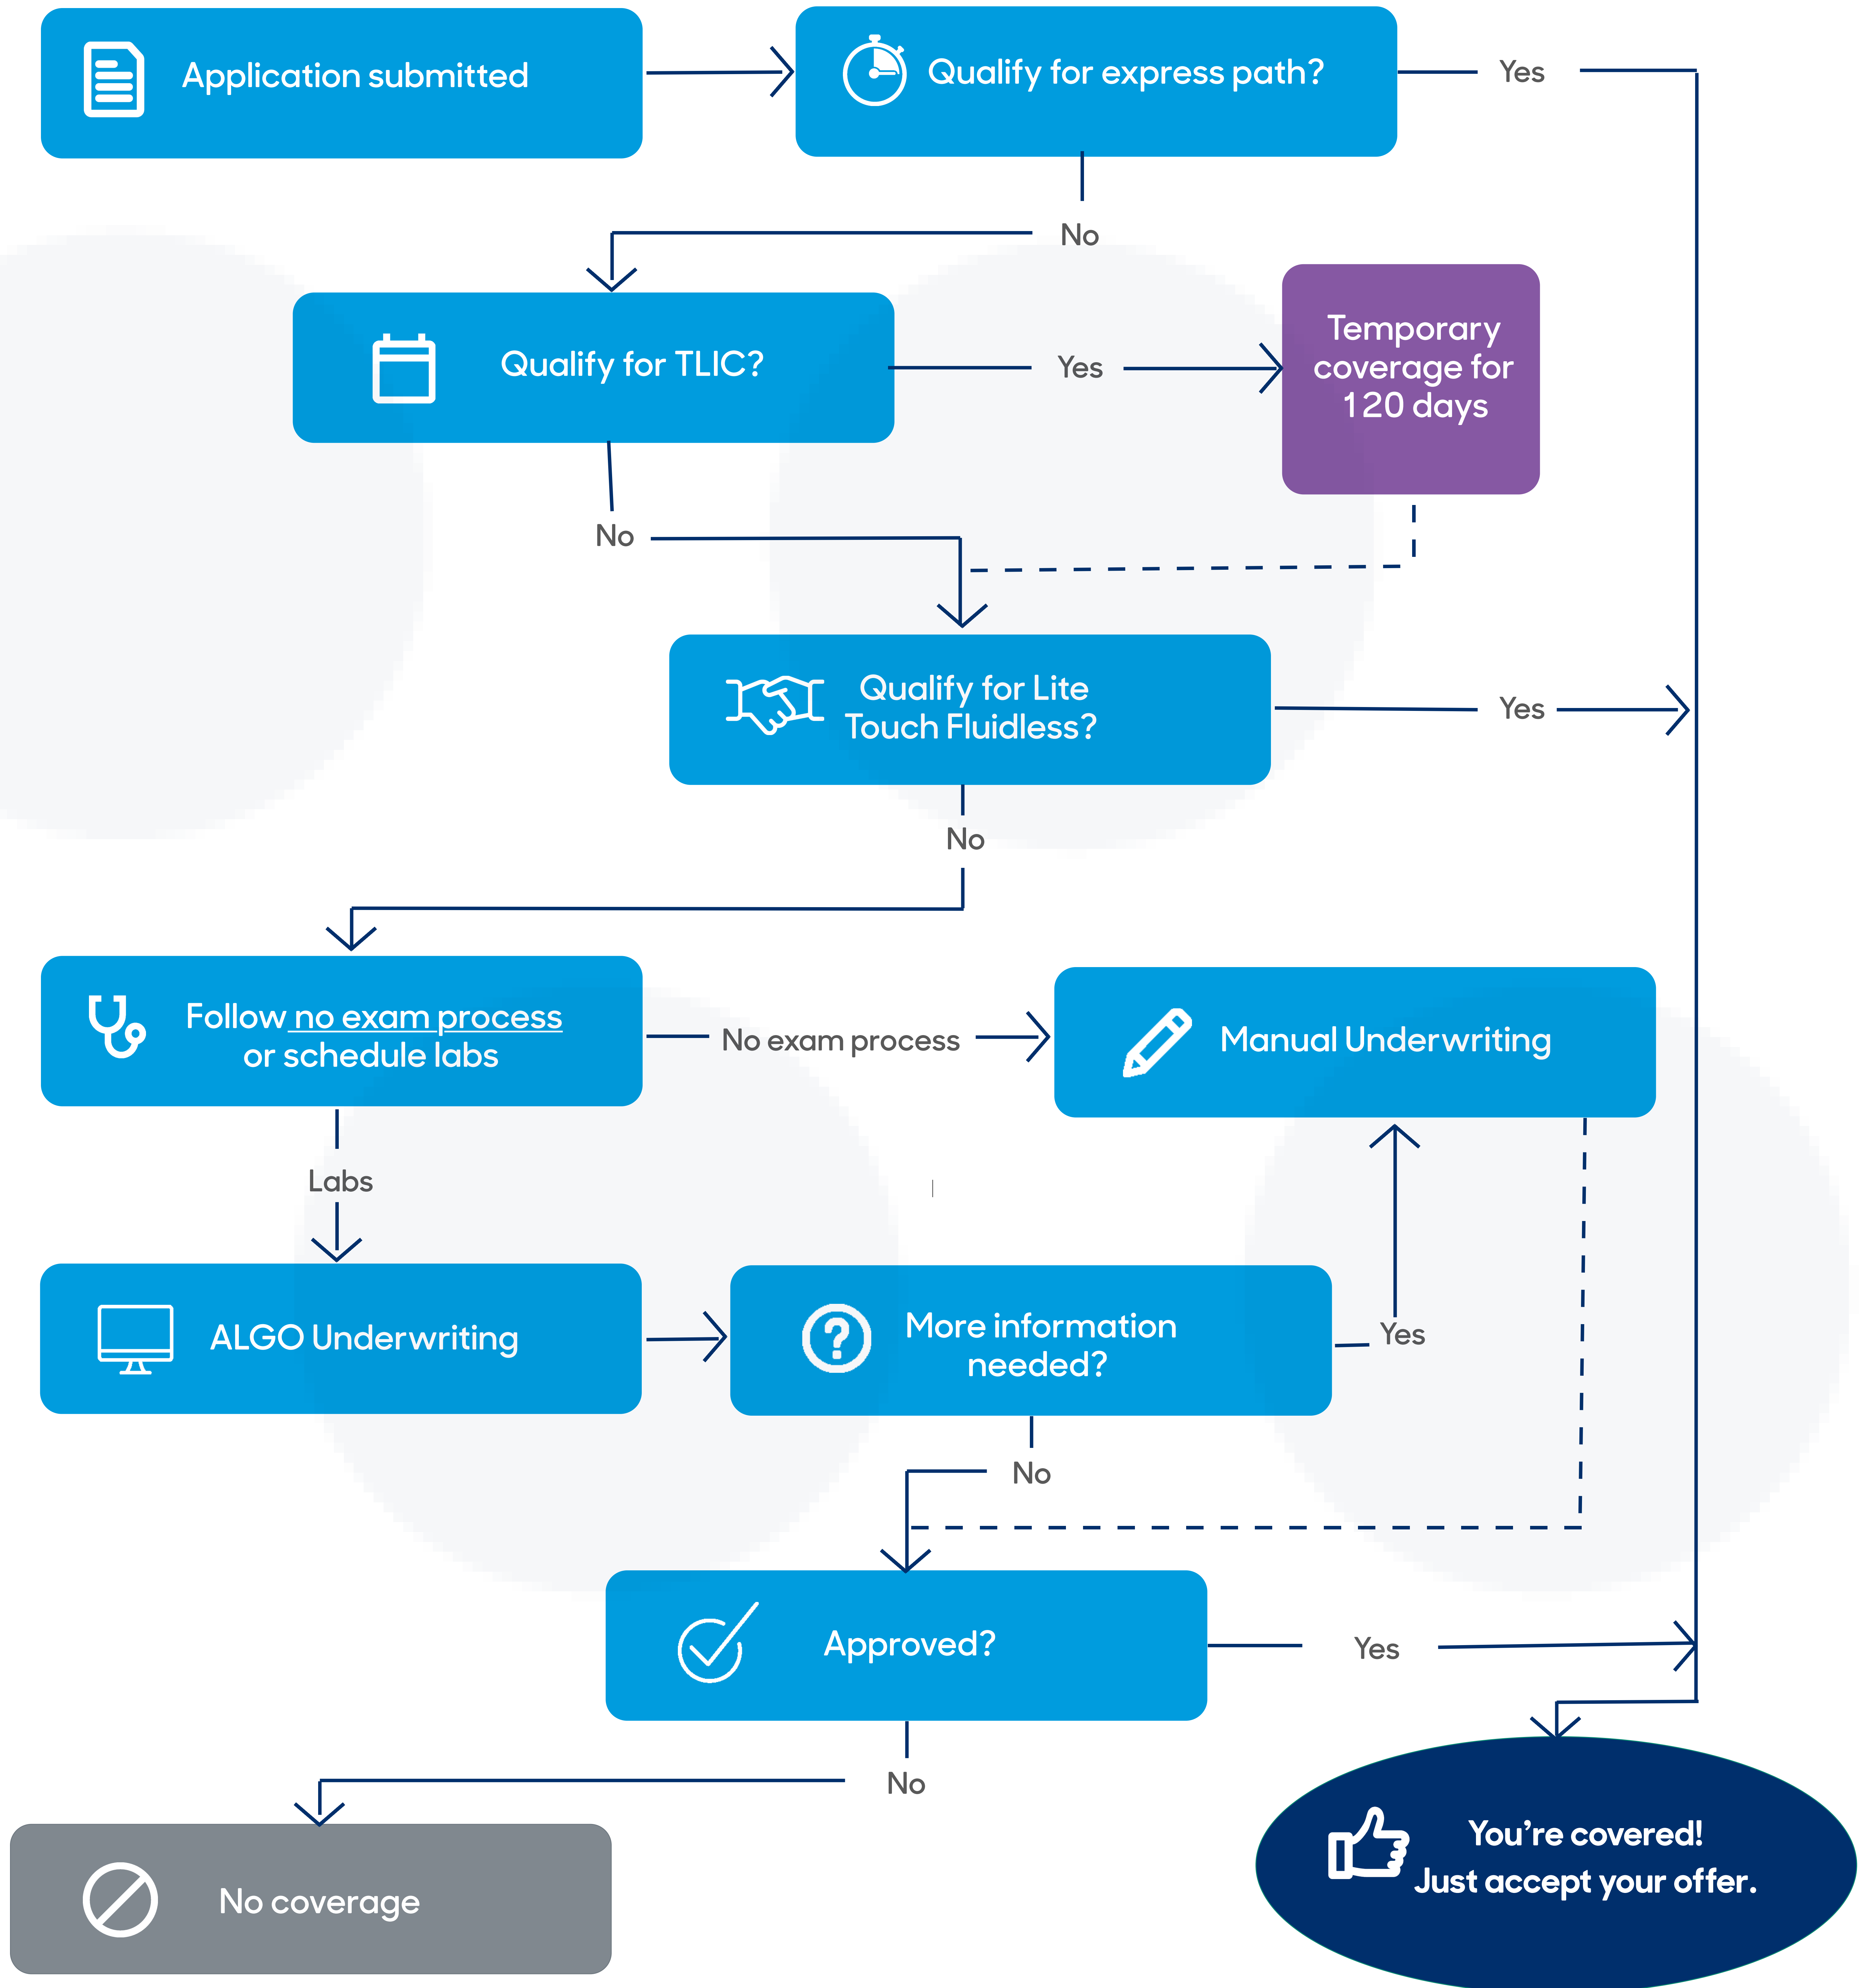 Application submitted
Qualify for express path?
Yes
No
Qualify for TLIC?
Yes
Temporary
coverage for
120 days
No
Qualify for Lite
Touch Fluidless?
Yes
No
Follow no exam process
or schedule labs
No exam process
Manual Underwriting
Labs
ALGO Underwriting
More information
needed?
Yes
No
Approved?
Yes
No
No coverage
You're covered!
Just accept your offer.